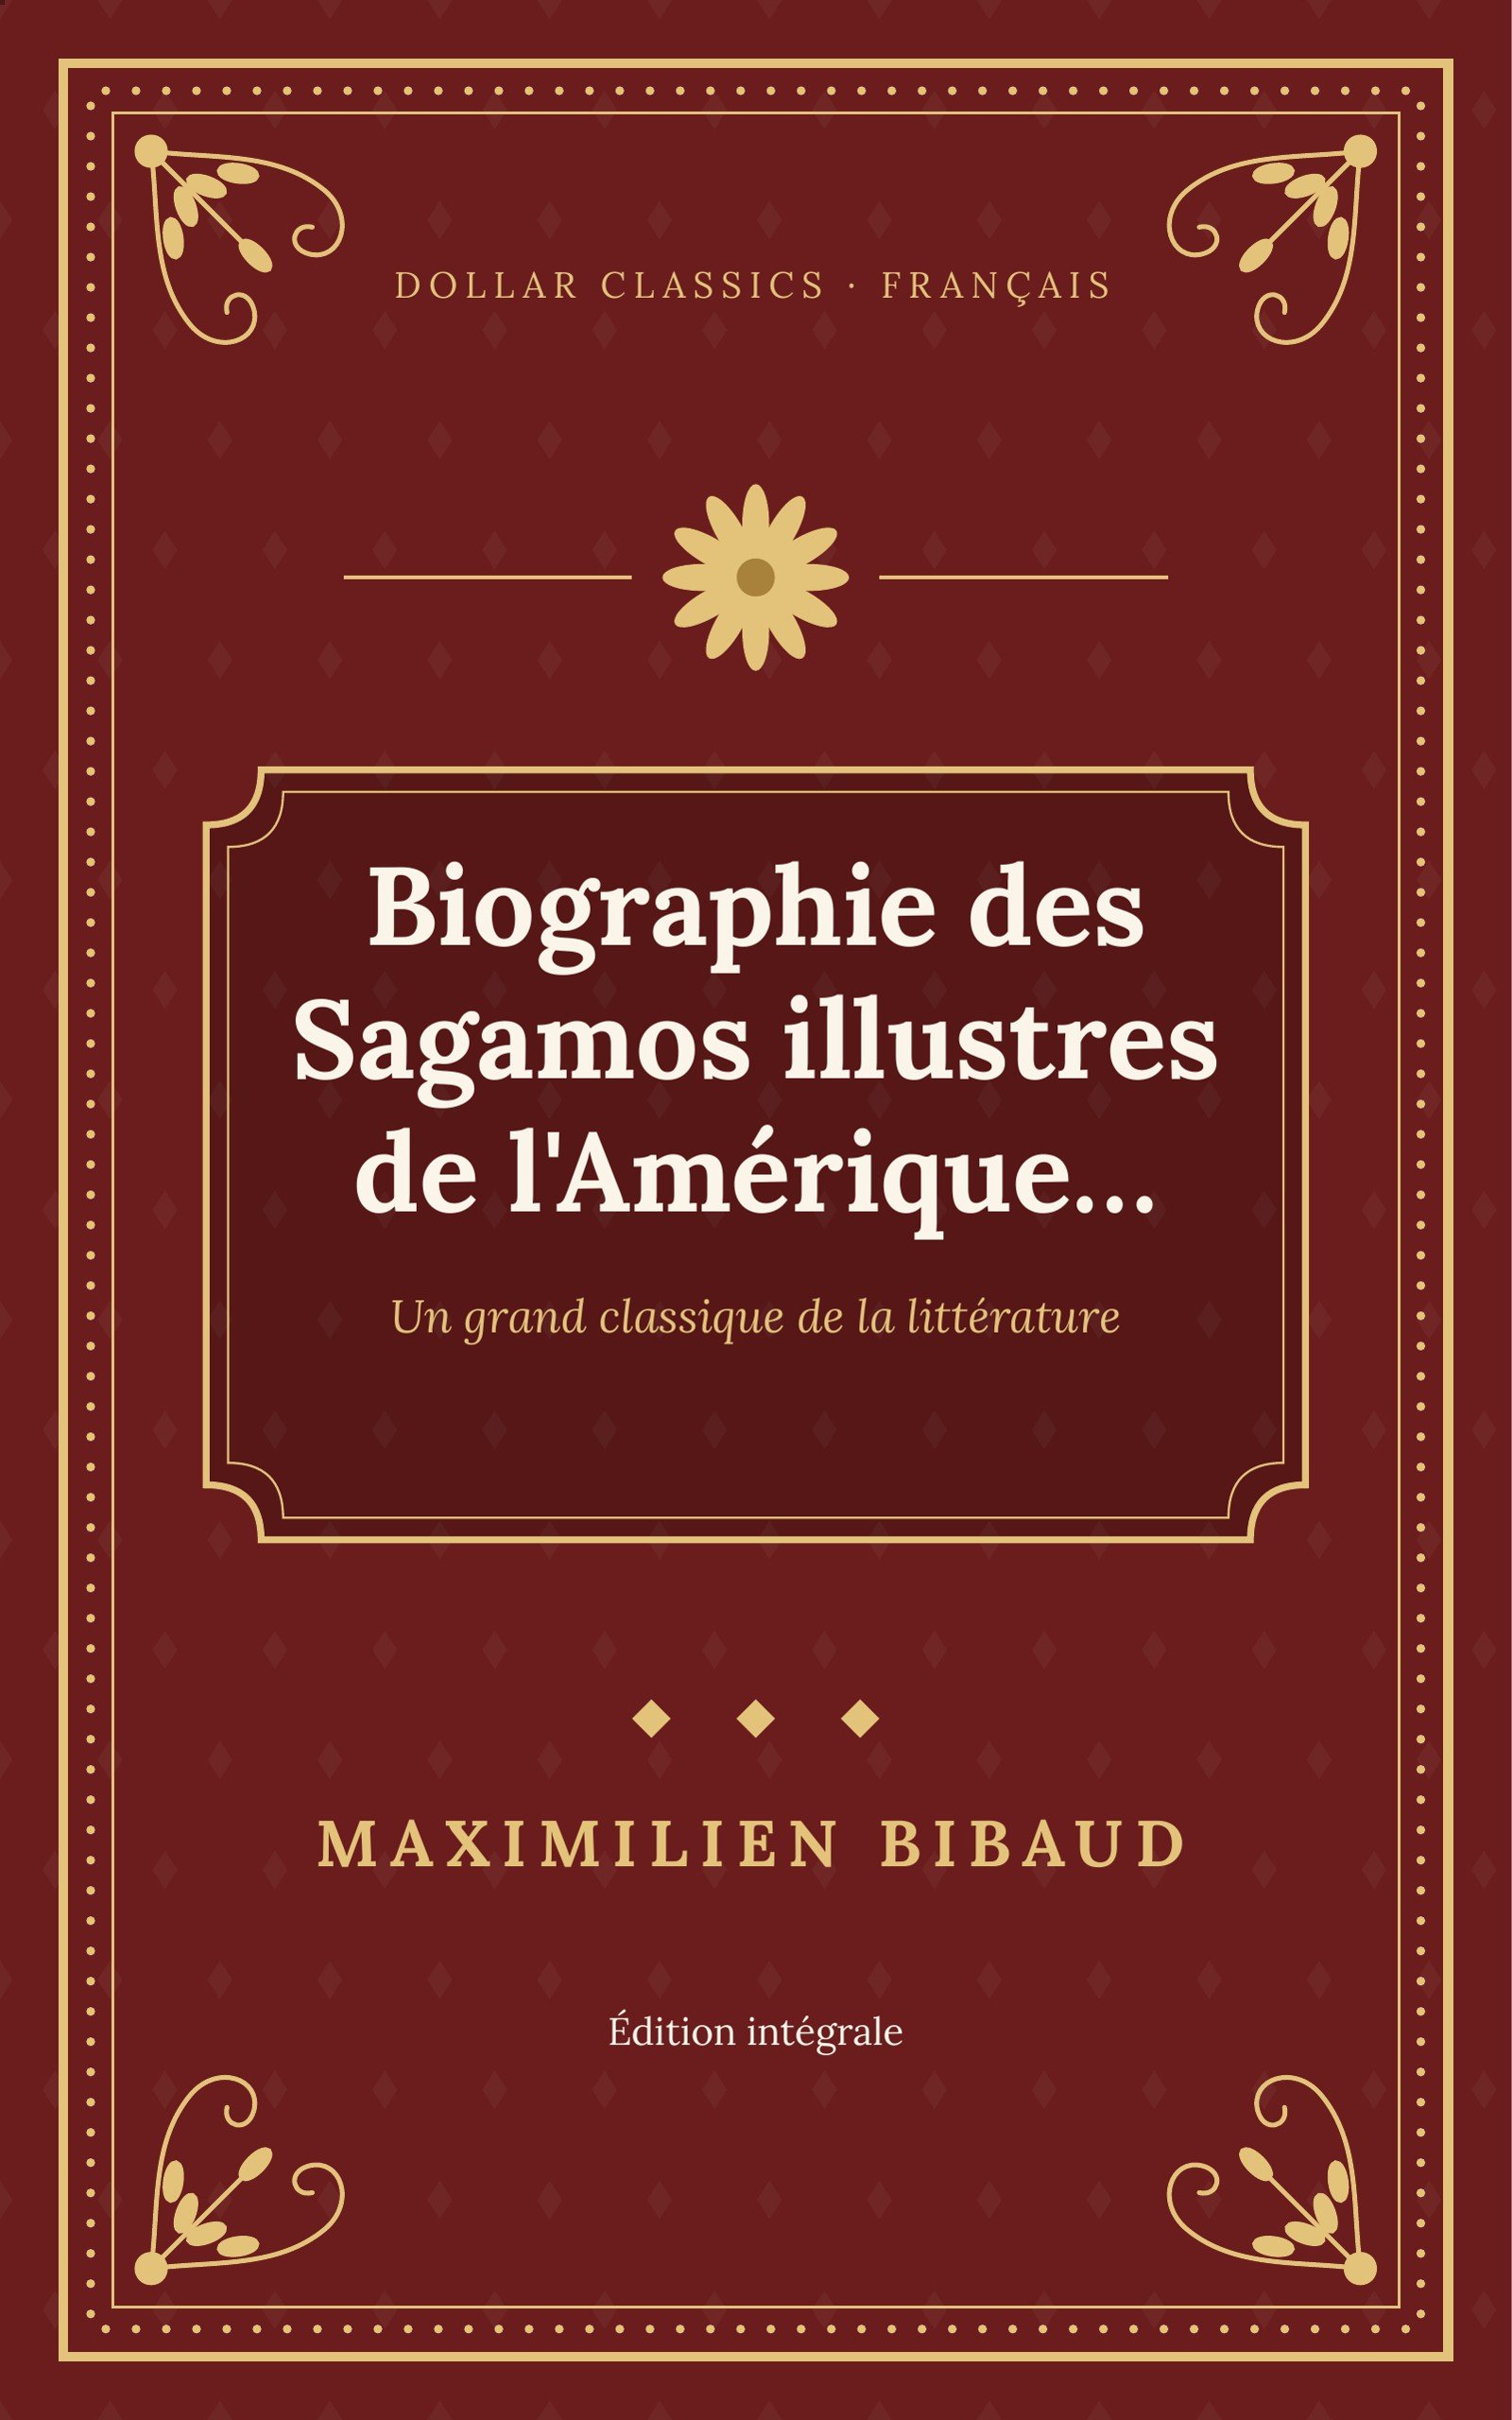 DOLLAR CLASSICS · FRANÇAIS
Biographie des
Sagamos illustres
de l'Amérique...
Un grand classique de la littérature
MAXIMILIEN BIBAUD
Édition intégrale